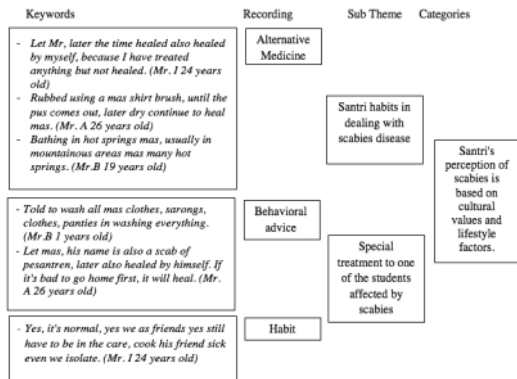 Keywords
Recording
Sub Theme
Categories
- Let Mr, later the time healed also healed
by myself, because I have treated
anything but not healed. (Mr. I 24 years
old)
- Rubbed using a mas shirt brush, until the
pus comes out, later dry continue to heal
mas. (Mr. A 26 years old)
- Bathing in hot springs mas, usually in
mountainous areas mas many hot
springs. (Mr.B 19 years old)
Alternative
Medicine
Santri habits in
dealing with
scabies disease
Santri's
perception of
scabies is
based on
cultural
values and
lifestyle
factors.
- Told to wash all mas clothes, sarongs,
clothes, panties in washing everything.
(Mr.B 1 years old)
- Let mas, his name is also a scab of
pesantren, later also healed by himself. If
it's bad to go home first, it will heal. (Mr.
A 26 years old)
Behavioral
advice
Special
treatment to one
of the students
affected by
scabies
- Yes, it's normal, yes we as friends yes still
have to be in the care, cook his friend sick
even we isolate. (Mr. I 24 years old)
Habit